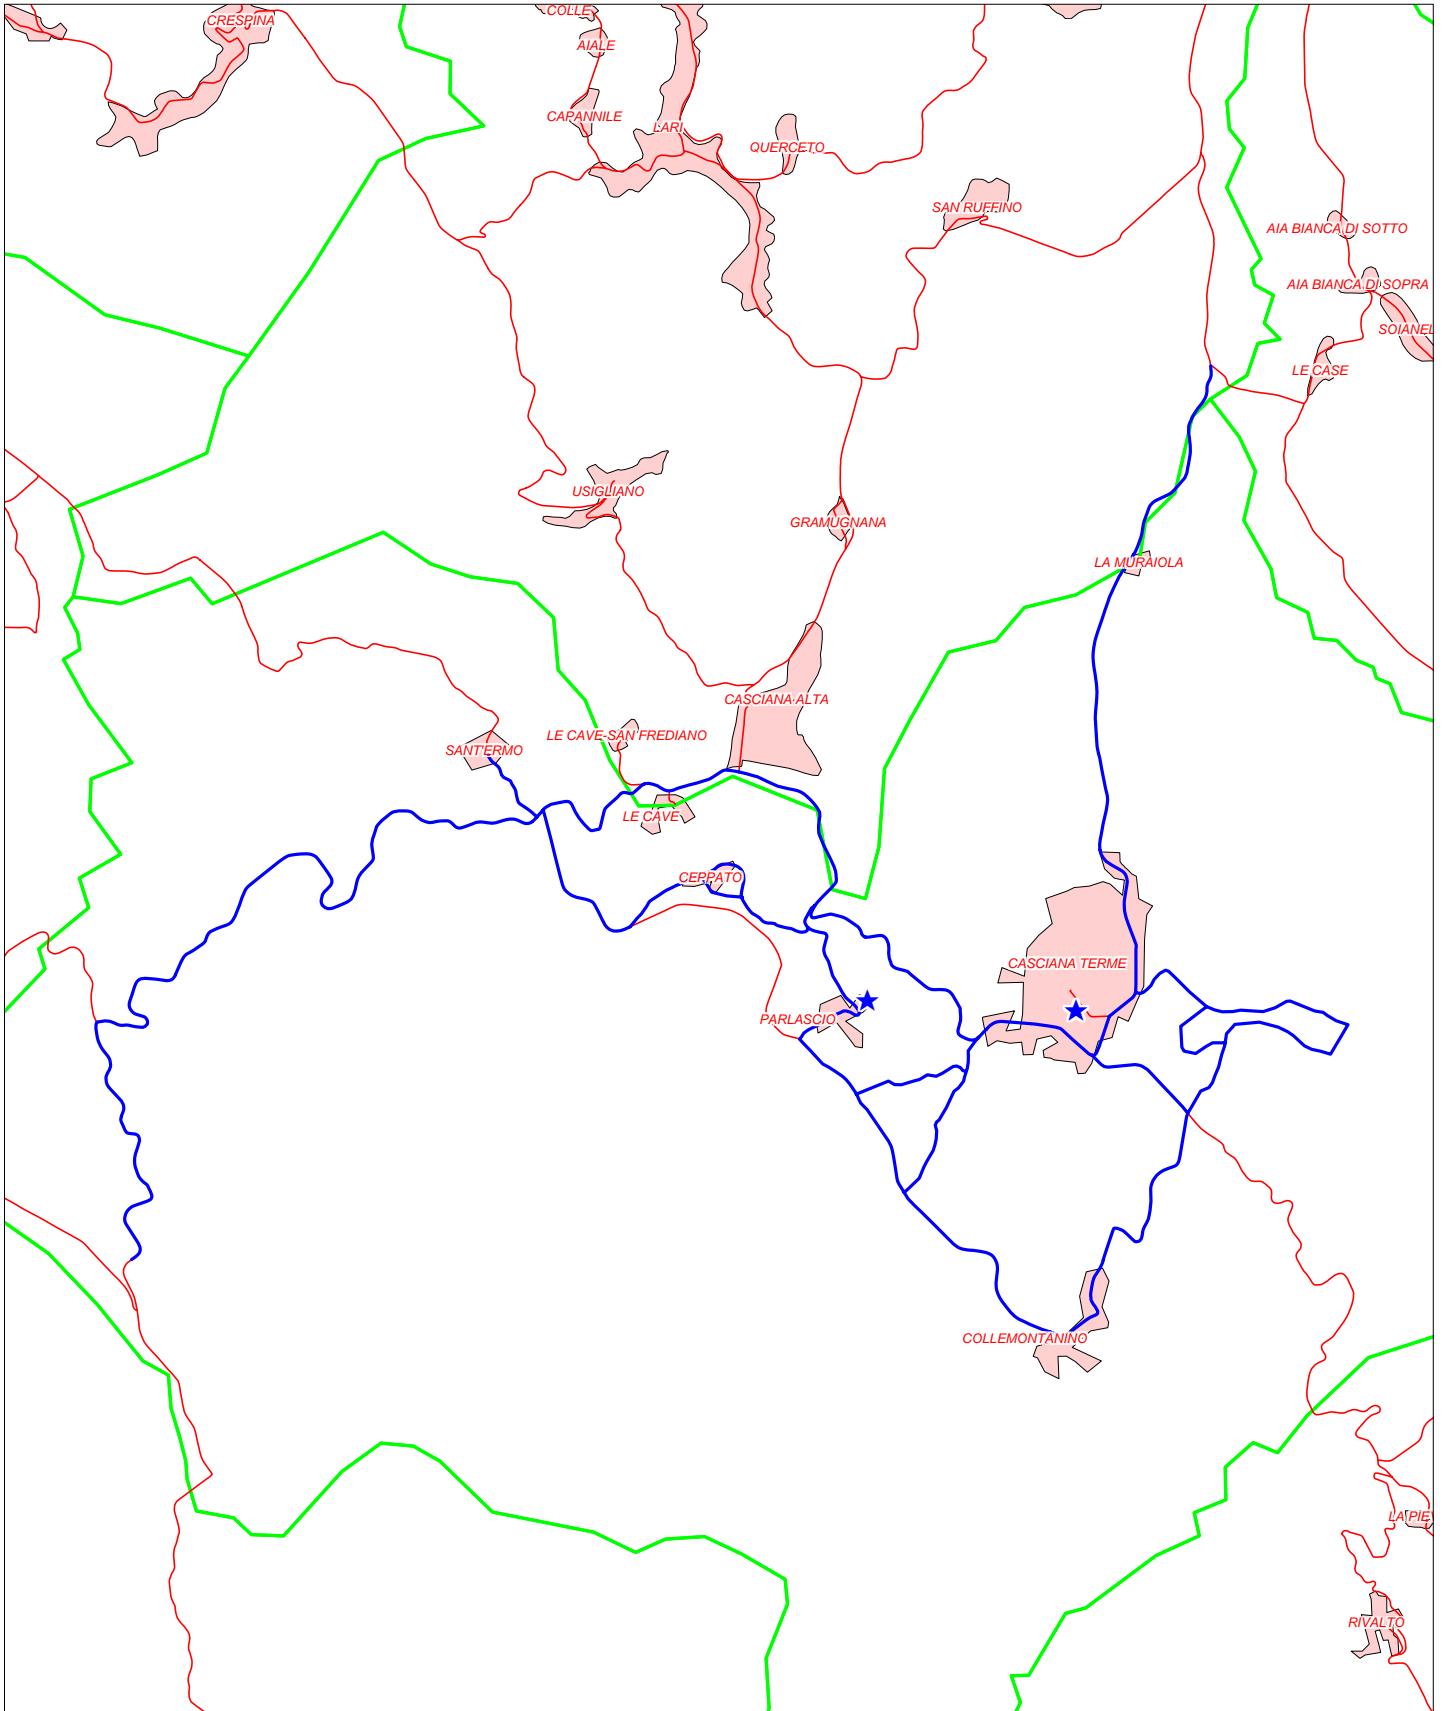 COLLE
CRESPINA
AIALE
CAPANNILE
LARI
QUERCETO
SAN RUFFINO
AIA BIANCA DI SOTTO
AIA BIANCA DI SOPRA
SOIANEL
LE CASE
USIGLIANO
GRAMUGNANA
LA MURAIOLA
CASCIANA ALTA
LE CAVE-SAN FREDIANO
SANT'ERMO
LE CAVE
CEPPATO
CASCIANA TERME
PARLASCIO
COLLEMONTANINO
LA PIE
RIVALTO